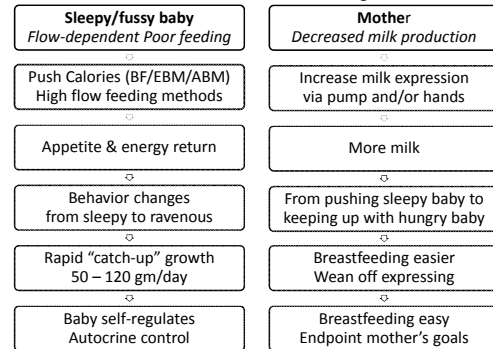 Sleepy/fussy baby
Flow-dependent Poor feeding
Push Calories (BF/EBM/ABM)
High flow feeding methods
Appetite & energy return
Behavior changes
from sleepy to ravenous
Rapid “catch-up” growth
50 – 120 gm/day
Baby self-regulates
Autocrine control
Mother
Decreased milk production
Increase milk expression
via pump and/or hands
More milk
From pushing sleepy baby to
keeping up with hungry baby
Breastfeeding easier
Wean off expressing
Breastfeeding easy
Endpoint mother’s goals